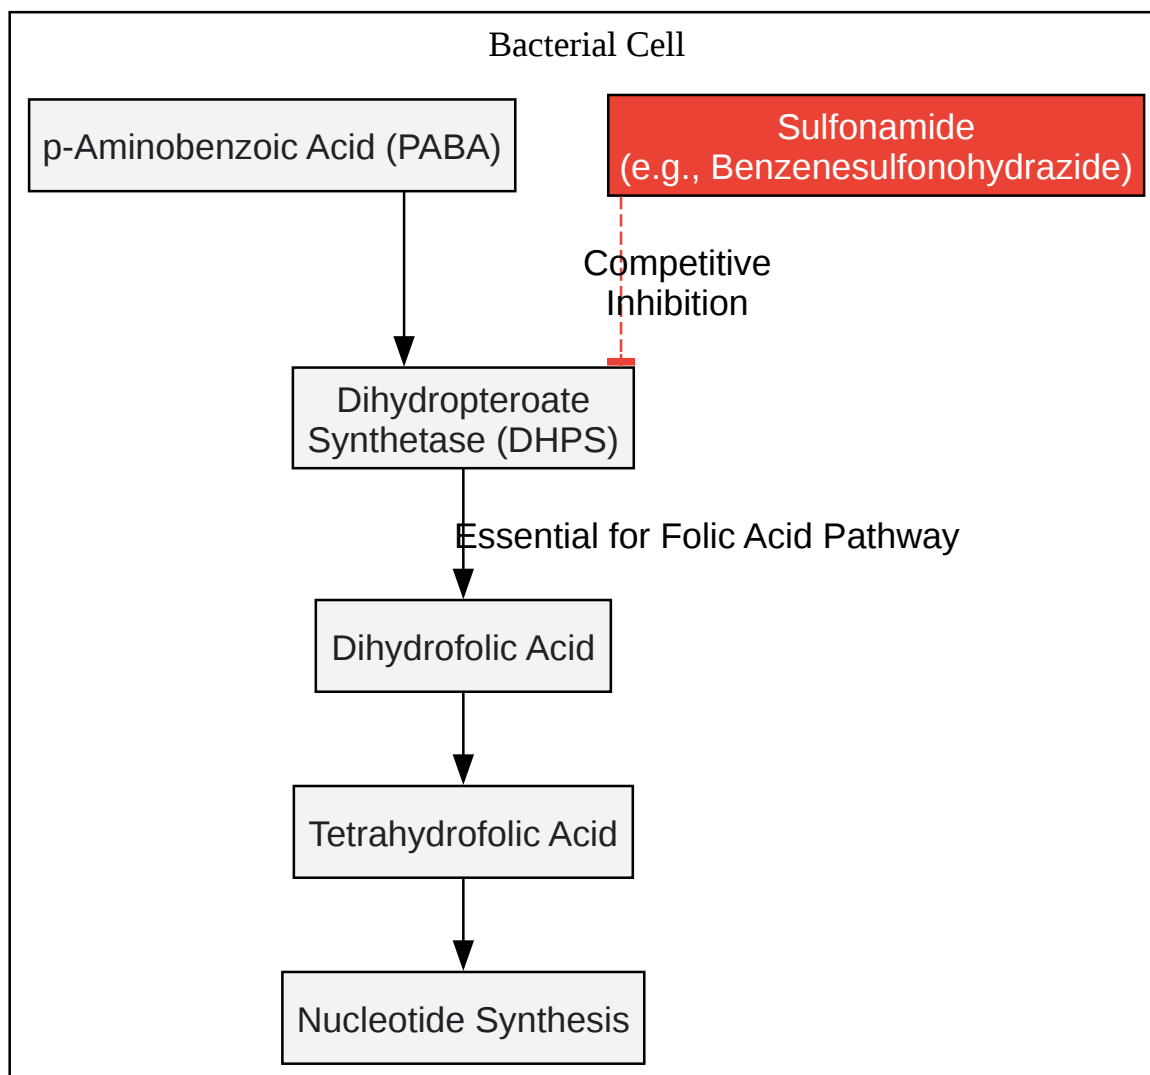 Bacterial Cell
p-Aminobenzoic Acid (PABA)
Sulfonamide
(e.g., Benzenesulfonohydrazide)
Competitive
Inhibition
Dihydropteroate
Synthetase (DHPS)
Essential for Folic Acid Pathway
Dihydrofolic Acid
Tetrahydrofolic Acid
Nucleotide Synthesis